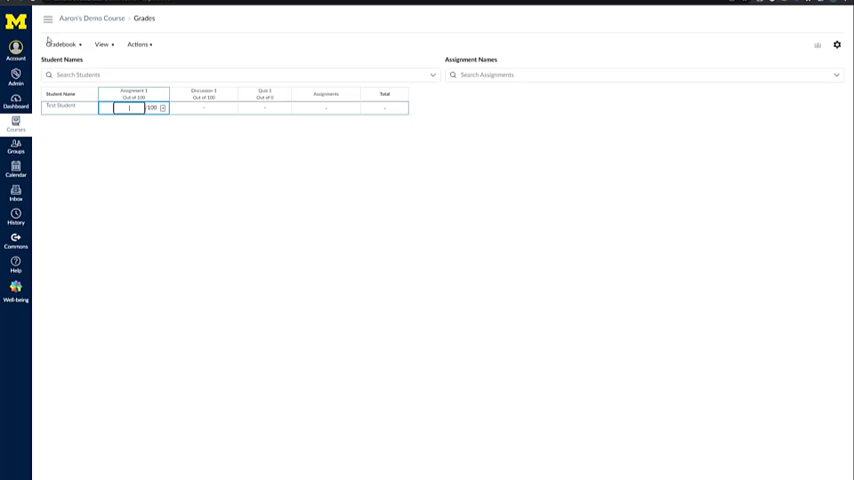 M
Aaron's Demo Course › Grades
Account
Admin
Dashboard
Courses
Groups
Calendar
Inbox
History
Commons
Help
Well-being
Gradebook
View
Actions
Student Names
Search Students
Assignment Names
Search Assignments
Student Name
Assignment 1
Out of 100
Discussion 1
Out of 100
Quiz 1
Out of 0
Assignments
Total
Test Student
/100
-
-
-
-